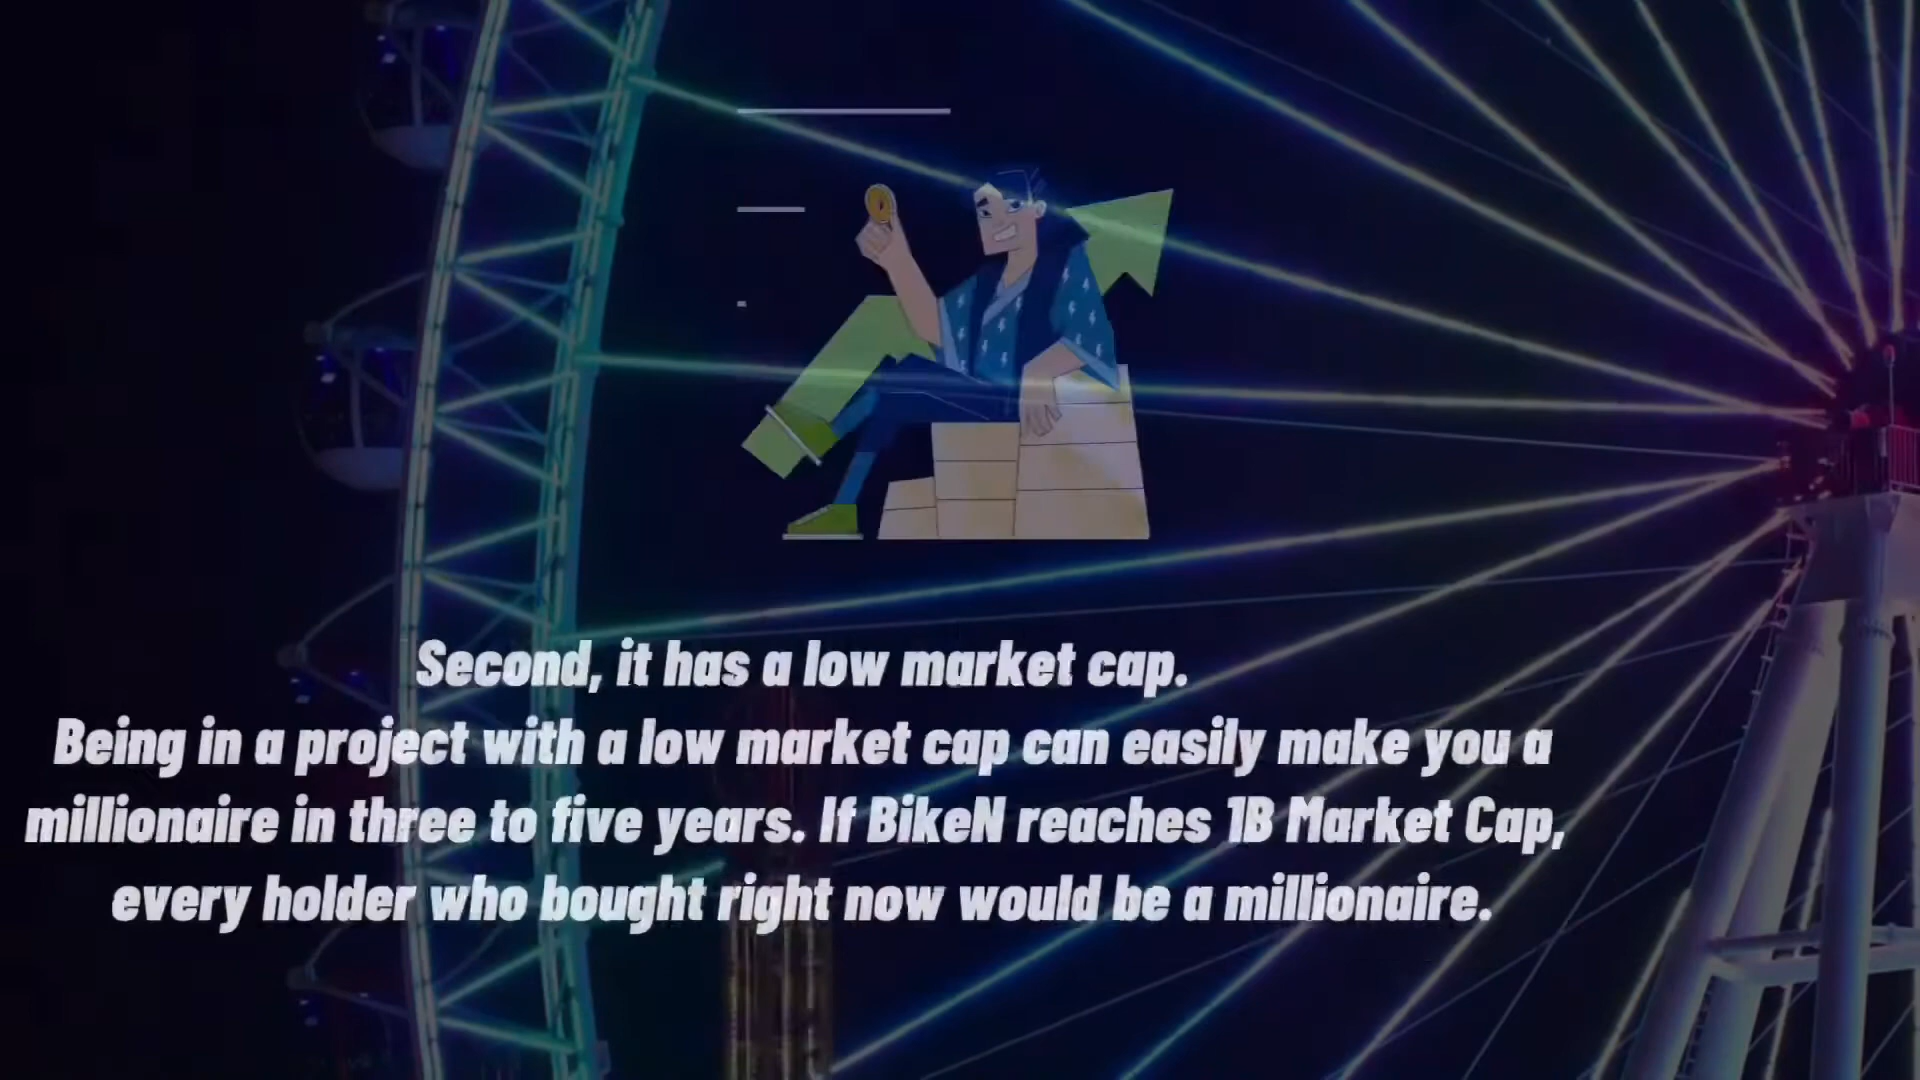 Second, it has a low market cap.
Being in a project with a low market cap can easily make you a
millionaire in three to five years. If BikeN reaches 1B Market Cap,
every holder who bought right now would be a millionaire.